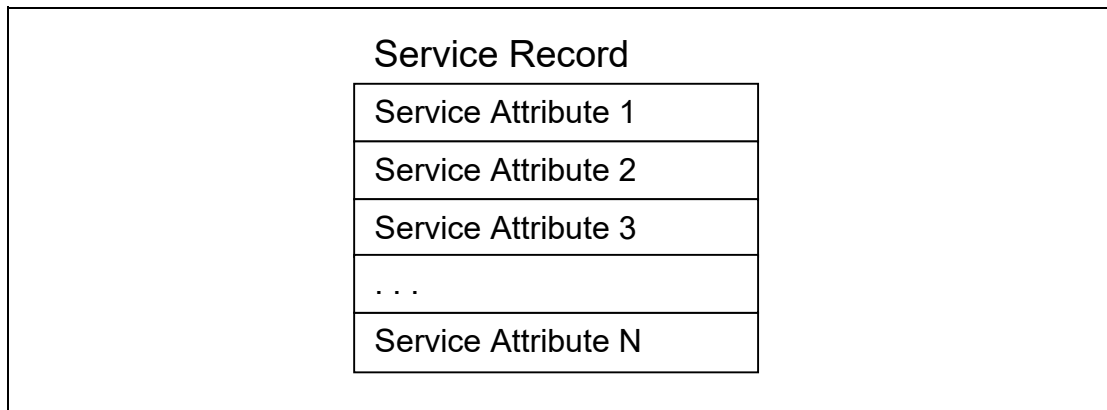 Service Record
Service Attribute 1
Service Attribute 2
Service Attribute 3
. . .
Service Attribute N